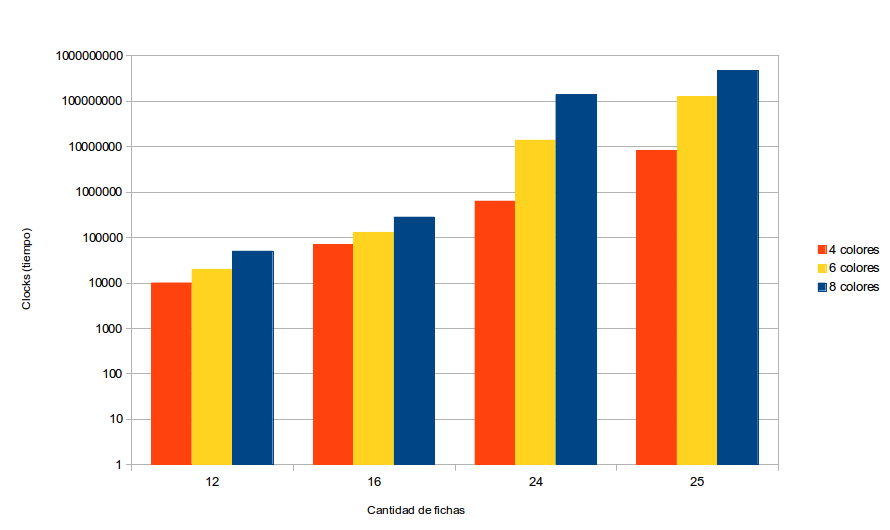 1000000000
100000000
10000000
1000000
100000
10000
1000
100
10
1
Clocks (tiempo)
12 16 24 25
Cantidad de fichas
4 colores
6 colores
8 colores